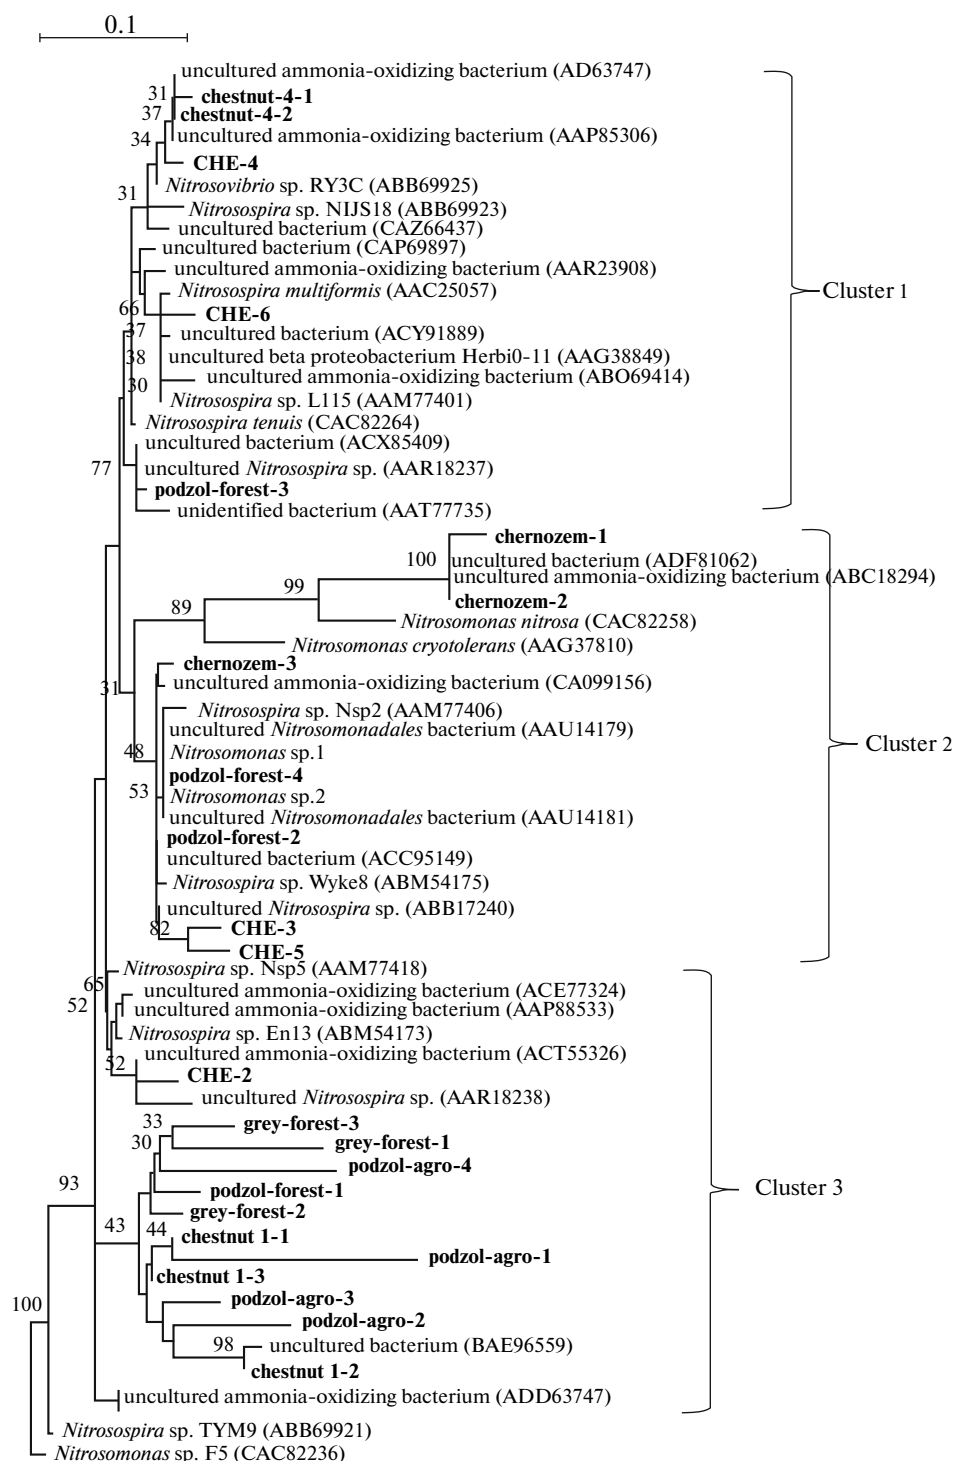 0.1
uncultured ammonia-oxidizing bacterium (AD63747)
31
chestnut-4-1
37
chestnut-4-2
34
uncultured ammonia-oxidizing bacterium (AAP85306)
CHE-4
Nitrosovibrio sp. RY3C (ABB69925)
31
Nitrosospira sp. NIJS18 (ABB69923)
uncultured bacterium (CAZ66437)
uncultured bacterium (CAP69897)
uncultured ammonia-oxidizing bacterium (AAR23908)
Nitrosospira multiformis (AAC25057)
Cluster 1
66
CHE-6
37
uncultured bacterium (ACY91889)
38
uncultured beta proteobacterium Herbi0-11 (AAG38849)
uncultured ammonia-oxidizing bacterium (ABO69414)
30
Nitrosospira sp. L115 (AAM77401)
Nitrosospira tenuis (CAC82264)
uncultured bacterium (ACX85409)
77
uncultured Nitrosospira sp. (AAR18237)
podzol-forest-3
unidentified bacterium (AAT77735)
chernozem-1
100
uncultured bacterium (ADF81062)
uncultured ammonia-oxidizing bacterium (ABC18294)
99
chernozem-2
89
Nitrosomonas nitrosa (CAC82258)
Nitrosomonas cryotolerans (AAG37810)
chernozem-3
31
uncultured ammonia-oxidizing bacterium (CA099156)
Nitrosospira sp. Nsp2 (AAM77406)
uncultured Nitrosomonadales bacterium (AAU14179)
Cluster 2
48
Nitrosomonas sp.1
podzol-forest-4
53
Nitrosomonas sp.2
uncultured Nitrosomonadales bacterium (AAU14181)
podzol-forest-2
uncultured bacterium (ACC95149)
Nitrosospira sp. Wyke8 (ABM54175)
uncultured Nitrosospira sp. (ABB17240)
82
CHE-3
CHE-5
Nitrosospira sp. Nsp5 (AAM77418)
65
uncultured ammonia-oxidizing bacterium (ACE77324)
52
uncultured ammonia-oxidizing bacterium (AAP88533)
Nitrosospira sp. En13 (ABM54173)
uncultured ammonia-oxidizing bacterium (ACT55326)
52
CHE-2
uncultured Nitrosospira sp. (AAR18238)
33
grey-forest-3
30
grey-forest-1
podzol-agro-4
93
podzol-forest-1
Cluster 3
grey-forest-2
43
44
chestnut 1-1
podzol-agro-1
chestnut 1-3
100
podzol-agro-3
podzol-agro-2
98
uncultured bacterium (BAE96559)
chestnut 1-2
uncultured ammonia-oxidizing bacterium (ADD63747)
Nitrosospira sp. TYM9 (ABB69921)
Nitrosomonas sp. F5 (CAC82236)